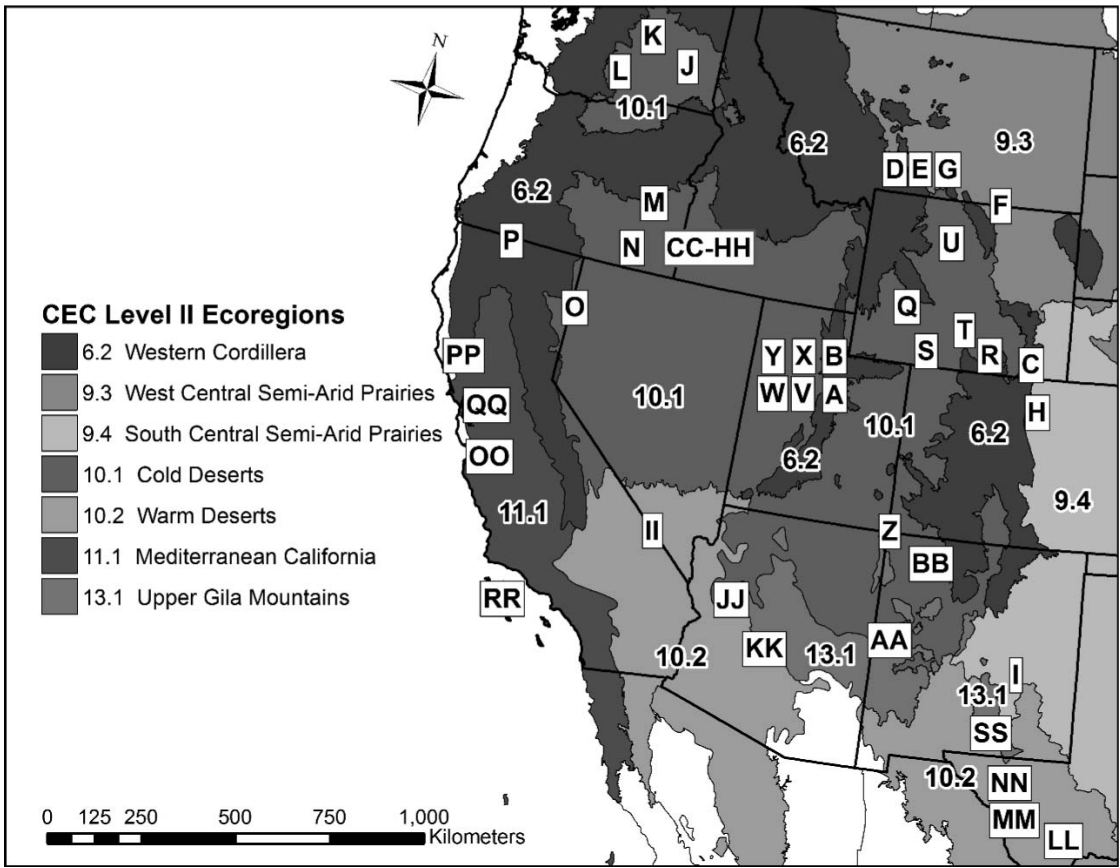 N
K
L
J
10.1
6.2
9.3
D E G
6.2
M
F
P
N
CC-HH
U
O
Q
CEC Level II Ecoregions
6.2 Western Cordillera
9.3 West Central Semi-Arid Prairies
9.4 South Central Semi-Arid Prairies
10.1 Cold Deserts
10.2 Warm Deserts
11.1 Mediterranean California
13.1 Upper Gila Mountains
T
S
R
C
PP
Y X B
W V A
QQ
10.1
10.1
6.2
H
OO
6.2
11.1
9.4
II
Z
BB
RR
JJ
KK
10.2
13.1
AA
I
13.1
SS
10.2
NN
MM
LL
0 125 250 500 750 1,000
Kilometers